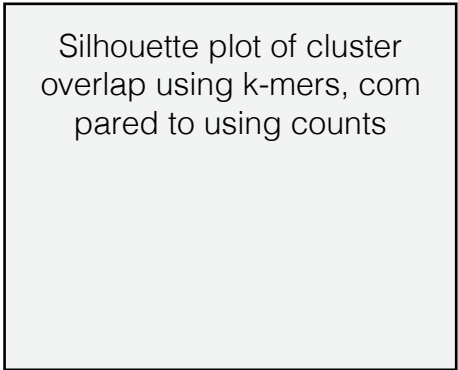 Silhouette plot of cluster
overlap using k-mers, com
pared to using counts